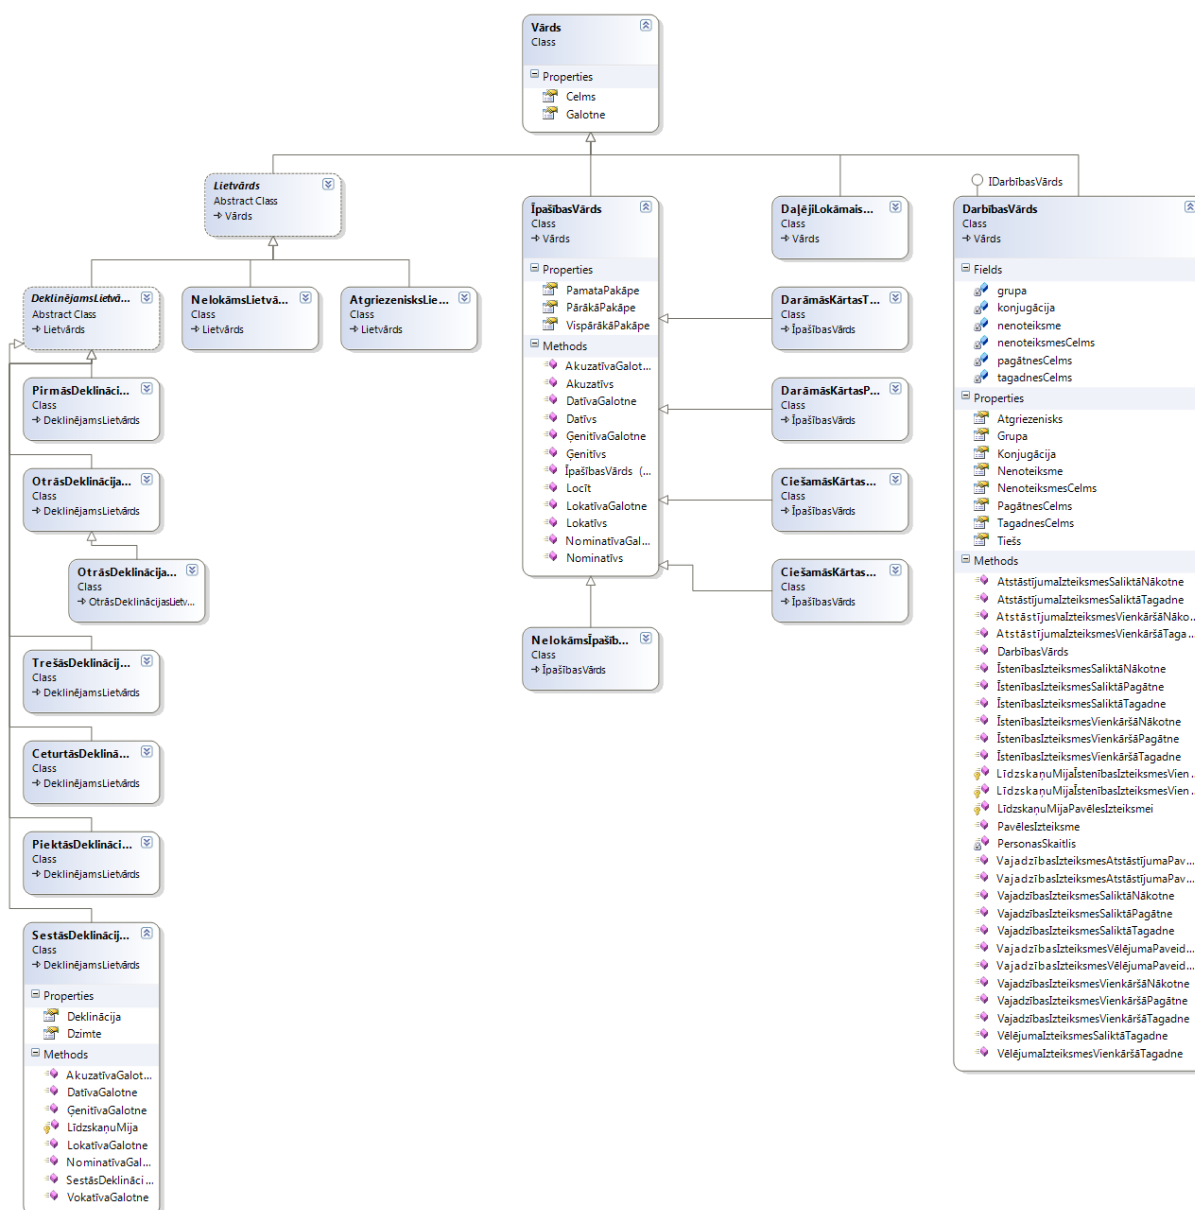 Vārds
Class
Properties
Celms
Galotne
Lietvārds
Abstract Class
Vārds
DeklinējamsLietvā...
Abstract Class
Lietvārds
NelokāmsLietvā...
Class
Lietvārds
AtgriezenisksLie...
Class
Lietvārds
PirmāsDeklināci...
Class
DeklinējamsLietvārds
OtrāsDeklinācija...
Class
DeklinējamsLietvārds
OtrāsDeklinācija...
Class
OtrāsDeklinācijasLietv...
TrešāsDeklinācij...
Class
DeklinējamsLietvārds
CeturtāsDeklinā...
Class
DeklinējamsLietvārds
PiektāsDeklināci...
Class
DeklinējamsLietvārds
SestāsDeklinācij...
Class
DeklinējamsLietvārds
Properties
Deklinācija
Dzimte
Methods
AkuzatīvaGalot...
DatīvaGalotne
ĢenitīvaGalotne
LīdzskaņuMija
LokatīvaGalotne
NominatīvaGal...
SestāsDeklināci...
VokatīvaGalotne
ĪpašībasVārds
Class
Vārds
Properties
PamataPakāpe
PārākāPakāpe
VispārākāPakāpe
Methods
AkuzatīvaGalot...
Akuzatīvs
DatīvaGalotne
Datīvs
ĢenitīvaGalotne
Ģenitīvs
ĪpašībasVārds (...
Locīt
LokatīvaGalotne
Lokatīvs
NominatīvaGal...
Nominatīvs
NelokāmsĪpašīb...
Class
ĪpašībasVārds
DaļējiLokāmais...
Class
Vārds
DarāmāsKārtasT...
Class
ĪpašībasVārds
DarāmāsKārtasP...
Class
ĪpašībasVārds
CiešamāsKārtas...
Class
ĪpašībasVārds
CiešamāsKārtas...
Class
ĪpašībasVārds
IDarbībasVārds
DarbībasVārds
Class
Vārds
Fields
grupa
konjugācija
nenoteiksme
nenoteiksmesCelms
pagātnesCelms
tagadnesCelms
Properties
Atgriezenisks
Grupa
Konjugācija
Nenoteiksme
NenoteiksmesCelms
PagātnesCelms
TagadnesCelms
Tiešs
Methods
AtstāstījumaIzteiksmesSaliktāNākotne
AtstāstījumaIzteiksmesSaliktāTagadne
AtstāstījumaIzteiksmesVienkāršāNāko...
AtstāstījumaIzteiksmesVienkāršāTaga...
DarbībasVārds
ĪstenībasIzteiksmesSaliktāNākotne
ĪstenībasIzteiksmesSaliktāPagātne
ĪstenībasIzteiksmesSaliktāTagadne
ĪstenībasIzteiksmesVienkāršāNākotne
ĪstenībasIzteiksmesVienkāršāPagātne
ĪstenībasIzteiksmesVienkāršāTagadne
LīdzskaņuMijaĪstenībasIzteiksmesVien...
LīdzskaņuMijaĪstenībasIzteiksmesVien...
LīdzskaņuMijaPavēlesIzteiksmei
PavēlesIzteiksme
PersonasSkaitlis
VajadzībasIzteiksmesAtstāstījumaPav...
VajadzībasIzteiksmesAtstāstījumaPav...
VajadzībasIzteiksmesSaliktāNākotne
VajadzībasIzteiksmesSaliktāPagātne
VajadzībasIzteiksmesSaliktāTagadne
VajadzībasIzteiksmesVēlējumaPaveid...
VajadzībasIzteiksmesVēlējumaPaveid...
VajadzībasIzteiksmesVienkāršāNākotne
VajadzībasIzteiksmesVienkāršāPagātne
VajadzībasIzteiksmesVienkāršāTagadne
VēlējumaIzteiksmesSaliktāTagadne
VēlējumaIzteiksmesVienkāršāTagadne